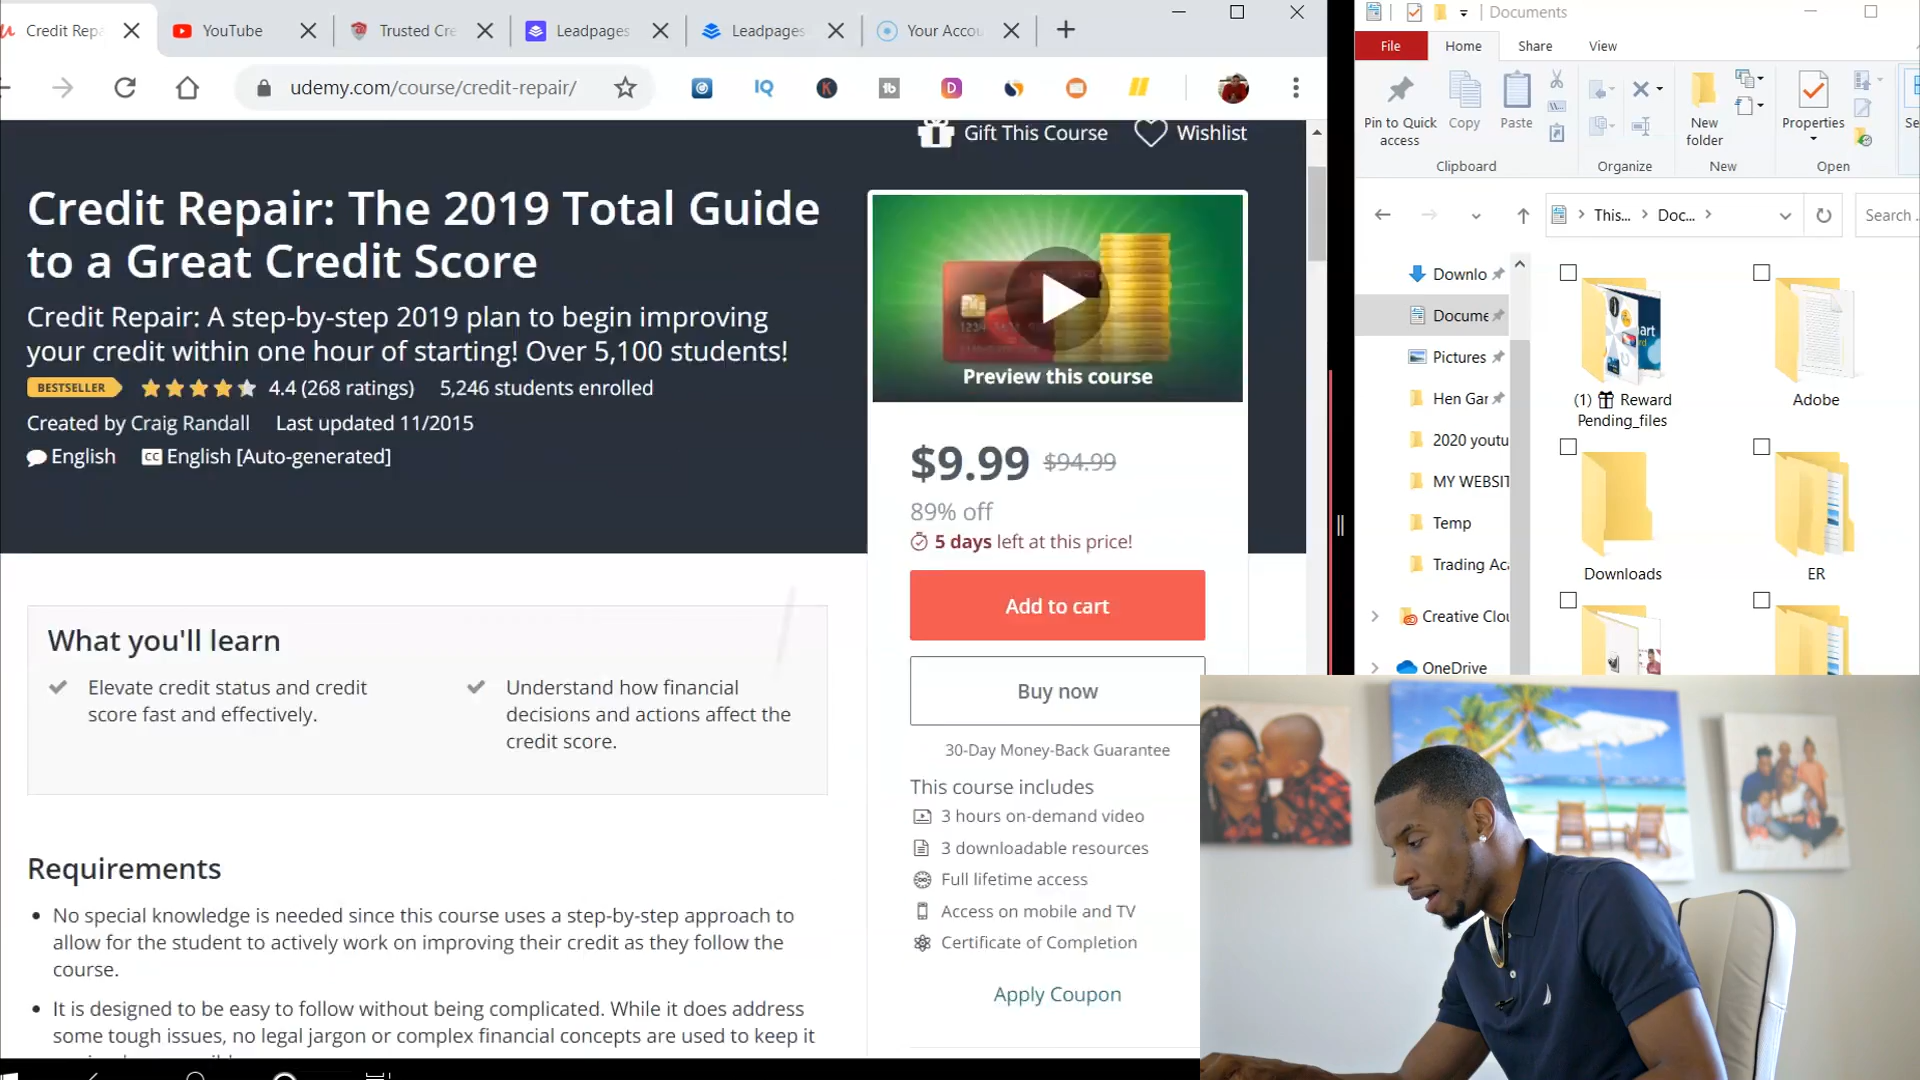 Credit Repa
YouTube
Trusted Cre
Leadpages
Leadpages
Your Accou
udemy.com/course/credit-repair/
IQ
K
tb
D
Gift This Course
Wishlist
Credit Repair: The 2019 Total Guide
to a Great Credit Score
Credit Repair: A step-by-step 2019 plan to begin improving
your credit within one hour of starting! Over 5,100 students!
BESTSELLER
4.4 (268 ratings)
5,246 students enrolled
Created by Craig Randall
Last updated 11/2015
English
CC English [Auto-generated]
Preview this course
$9.99 $94.99
89% off
5 days left at this price!
Add to cart
Buy now
30-Day Money-Back Guarantee
This course includes
3 hours on-demand video
3 downloadable resources
Full lifetime access
Access on mobile and TV
Certificate of Completion
Apply Coupon
What you'll learn
Elevate credit status and credit
score fast and effectively.
Understand how financial
decisions and actions affect the
credit score.
Requirements
No special knowledge is needed since this course uses a step-by-step approach to
allow for the student to actively work on improving their credit as they follow the
course.
It is designed to be easy to follow without being complicated. While it does address
some tough issues, no legal jargon or complex financial concepts are used to keep it
Documents
File
Home
Share
View
Pin to Quick
access
Copy
Paste
New
folder
Properties
Se
Clipboard
Organize
New
Open
This...
Doc...
Search
Downlo
Docume
Pictures
Hen Gar
2020 youtu
MY WEBSIT
Temp
Trading Aca
Creative Clou
OneDrive
(1) Reward
Pending_files
Adobe
Downloads
ER